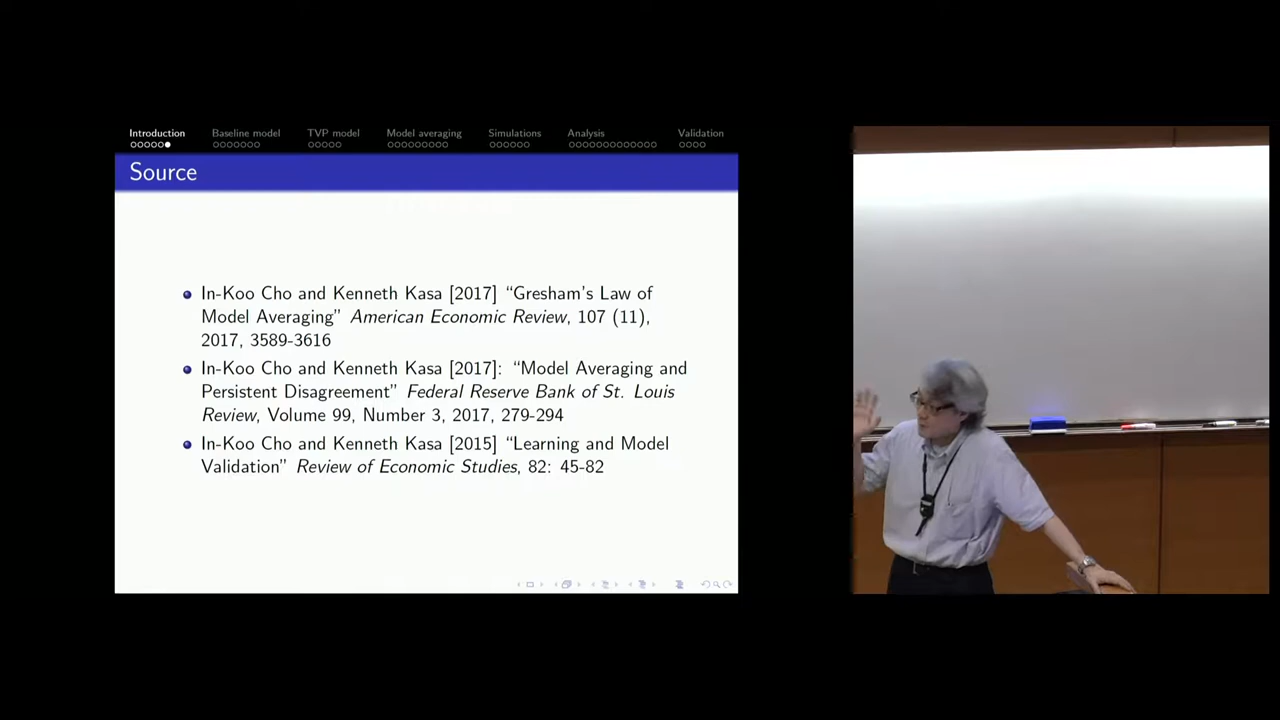 Introduction Baseline model TVP model Model averaging Simulations Analysis Validation
Source
In-Koo Cho and Kenneth Kasa [2017] “Gresham's Law of
Model Averaging” American Economic Review, 107 (11),
2017, 3589-3616
In-Koo Cho and Kenneth Kasa [2017]: “Model Averaging and
Persistent Disagreement” Federal Reserve Bank of St. Louis
Review, Volume 99, Number 3, 2017, 279-294
In-Koo Cho and Kenneth Kasa [2015] “Learning and Model
Validation” Review of Economic Studies, 82: 45-82